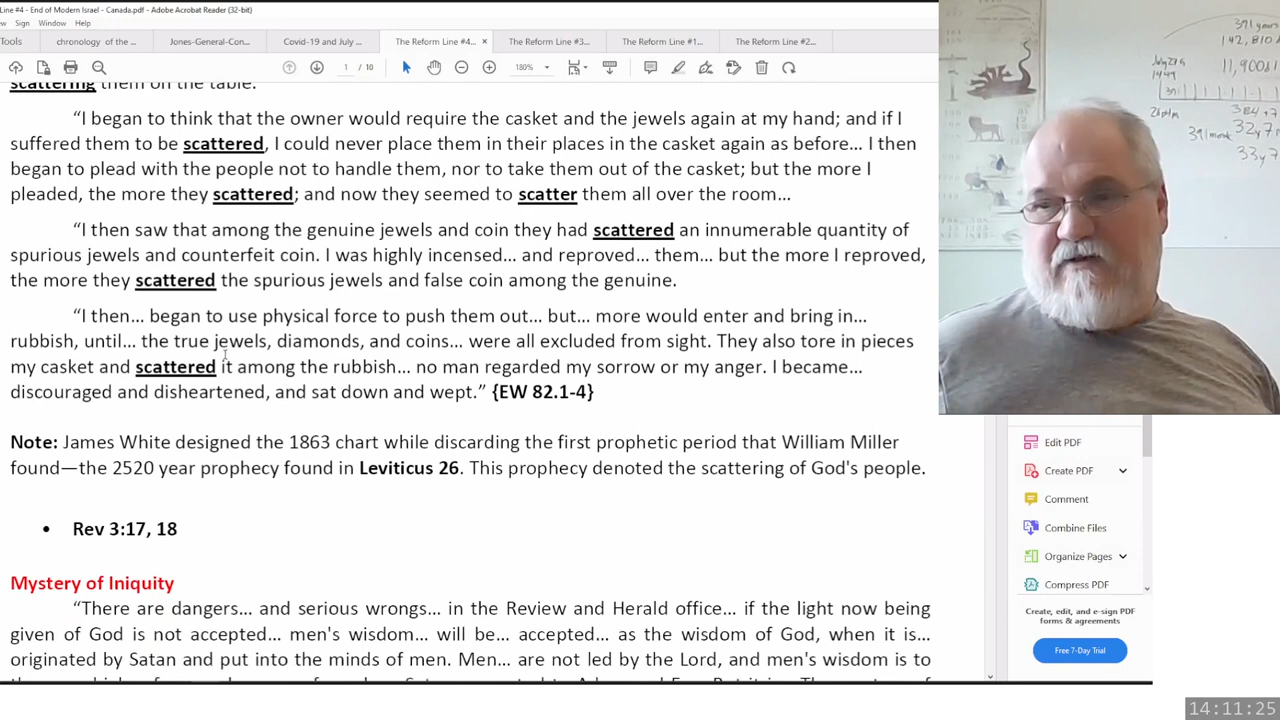 Line #4 - End of Modern Israel - Canada.pdf - Adobe Acrobat Reader (32-bit)
Sign Window Help
Tools chronology of the ... Jones-General-Con... Covid-19 and July ... The Reform Line #4... × The Reform Line #3... The Reform Line #1... The Reform Line #2...
1 / 10 180%
scattering them on the table.
“I began to think that the owner would require the casket and the jewels again at my hand; and if I
suffered them to be scattered, I could never place them in their places in the casket again as before... I then
began to plead with the people not to handle them, nor to take them out of the casket; but the more I
pleaded, the more they scattered; and now they seemed to scatter them all over the room...
“I then saw that among the genuine jewels and coin they had scattered an innumerable quantity of
spurious jewels and counterfeit coin. I was highly incensed... and reproved... them... but the more I reproved,
the more they scattered the spurious jewels and false coin among the genuine.
“I then... began to use physical force to push them out... but... more would enter and bring in...
rubbish, until... the true jewels, diamonds, and coins... were all excluded from sight. They also tore in pieces
my casket and scattered it among the rubbish... no man regarded my sorrow or my anger. I became...
discouraged and disheartened, and sat down and wept.” {EW 82.1-4}
Note: James White designed the 1863 chart while discarding the first prophetic period that William Miller
found—the 2520 year prophecy found in Leviticus 26. This prophecy denoted the scattering of God's people.
• Rev 3:17, 18
Mystery of Iniquity
“There are dangers... and serious wrongs... in the Review and Herald office... if the light now being
given of God is not accepted... men's wisdom... will be... accepted... as the wisdom of God, when it is...
originated by Satan and put into the minds of men. Men... are not led by the Lord, and men's wisdom is to
Edit PDF
Create PDF
Comment
Combine Files
Organize Pages
Compress PDF
Create, edit, and e-sign PDF
forms & agreements
Free 7-Day Trial
391 years
14:11:25